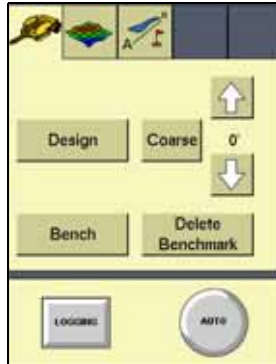 A
Design
Coarse
0'
Bench
Delete
Benchmark
LOGGING
AUTO